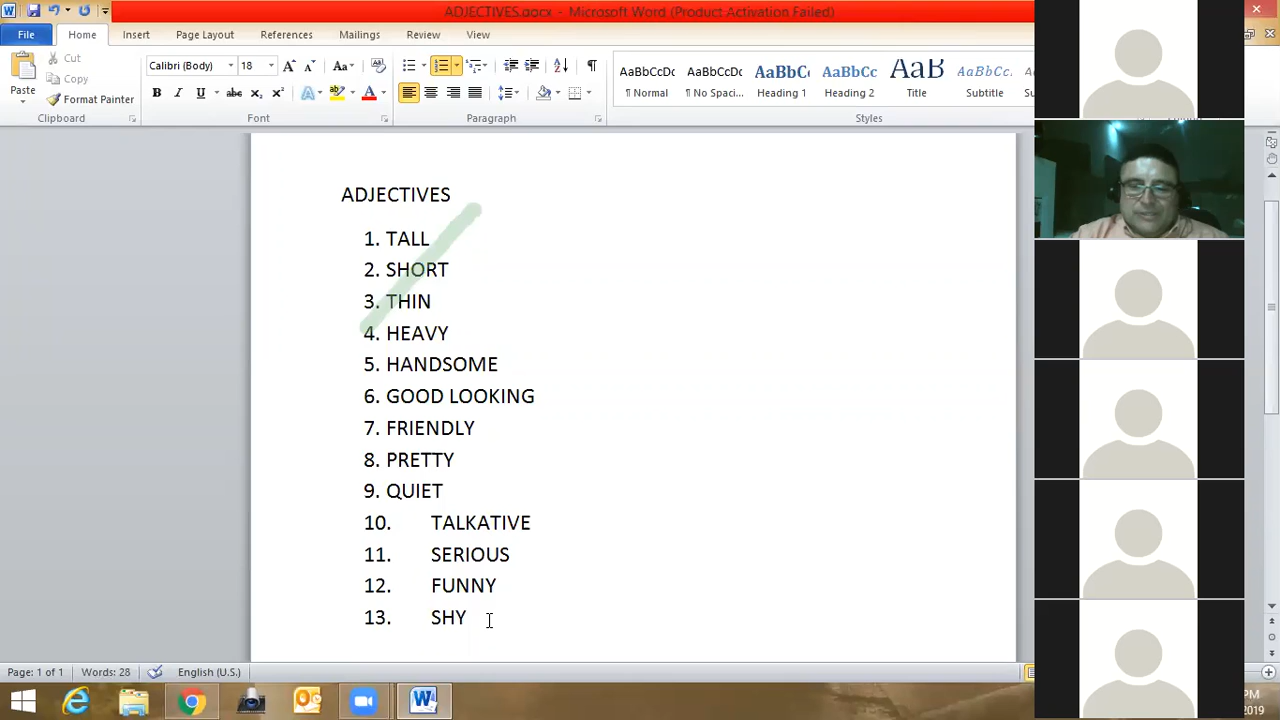 ADJECTIVES.docx - Microsoft Word (Product Activation Failed)
File Home Insert Page Layout References Mailings Review View
Paste
Cut
Copy
Format Painter
Clipboard
Calibri (Body) 18
Font
Paragraph
AaBbCcDc AaBbCcDc AaBbC( AaBbCc AaB AaBbCc.
¶ Normal ¶ No Spaci... Heading 1 Heading 2 Title Subtitle
Styles
ADJECTIVES
1. TALL
2. SHORT
3. THIN
4. HEAVY
5. HANDSOME
6. GOOD LOOKING
7. FRIENDLY
8. PRETTY
9. QUIET
10. TALKATIVE
11. SERIOUS
12. FUNNY
13. SHY
Page: 1 of 1 Words: 28 English (U.S.)